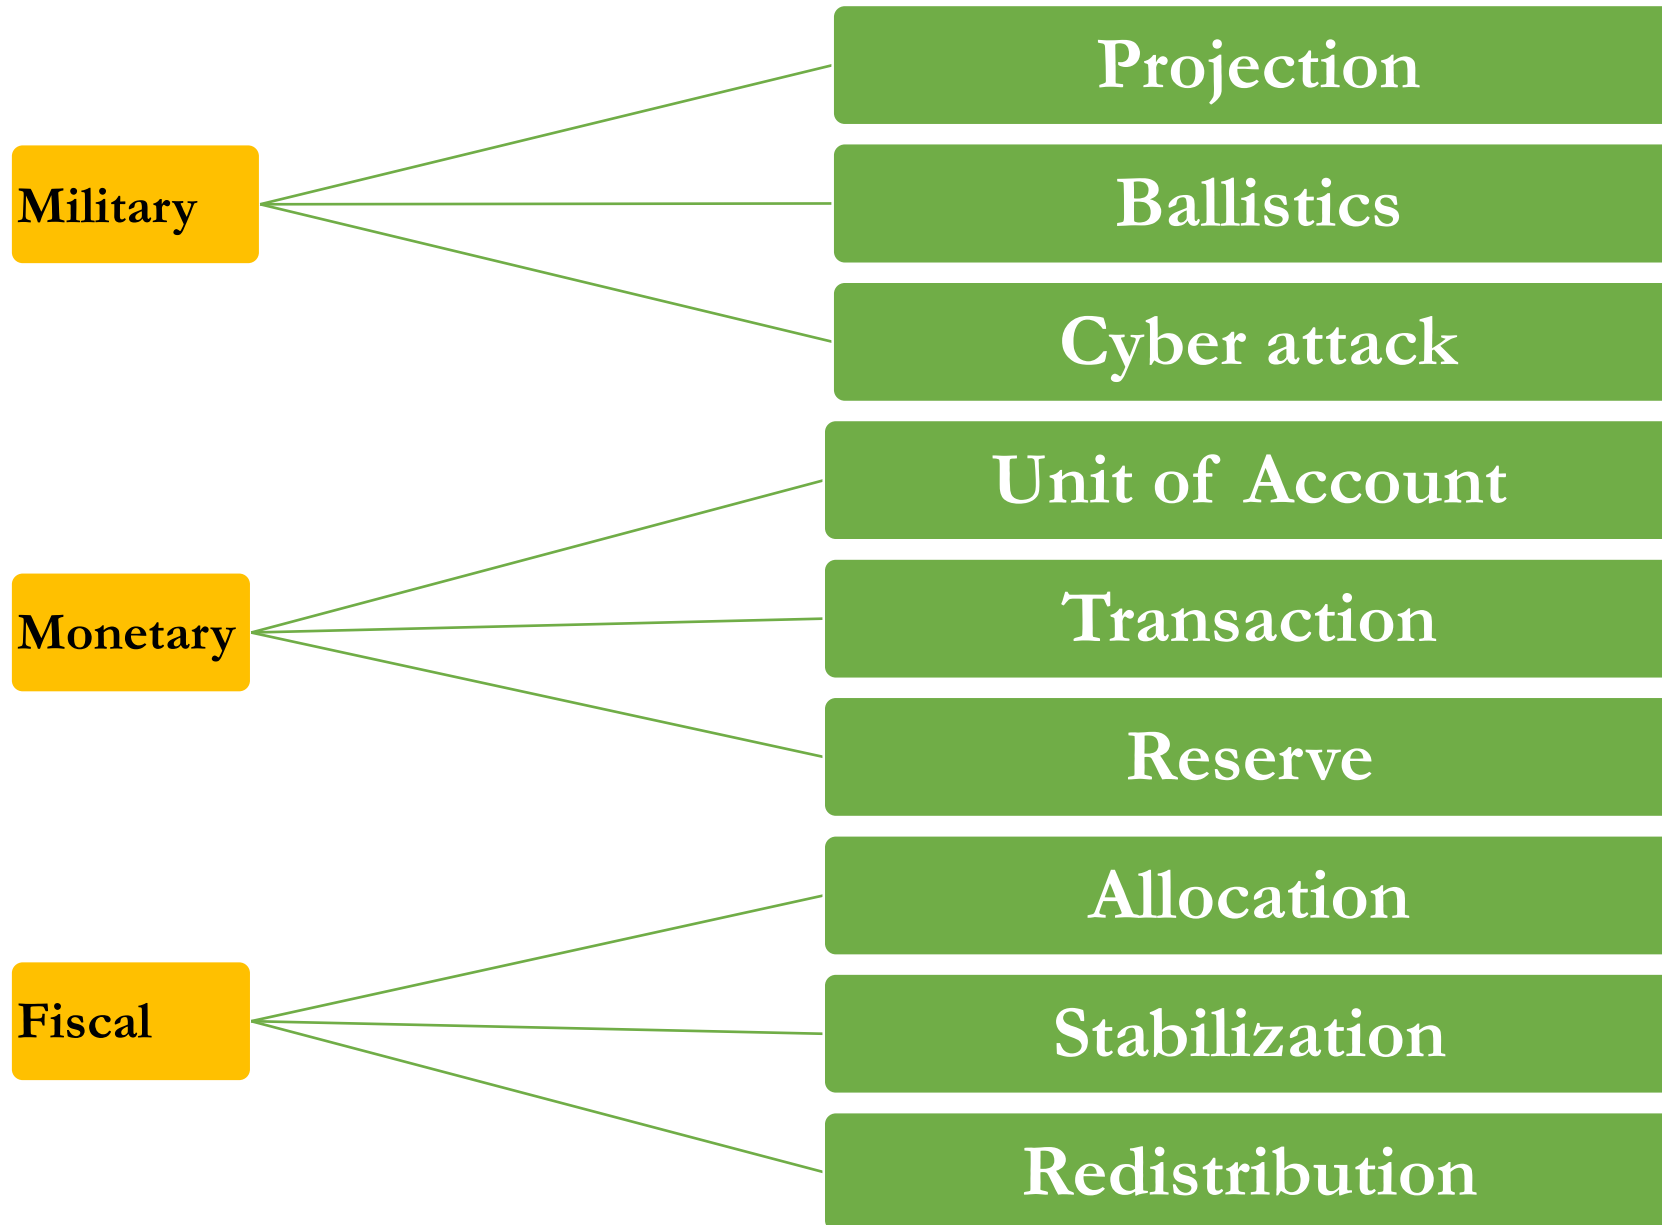 Military
Projection
Ballistics
Cyber attack
Monetary
Unit of Account
Transaction
Reserve
Fiscal
Allocation
Stabilization
Redistribution